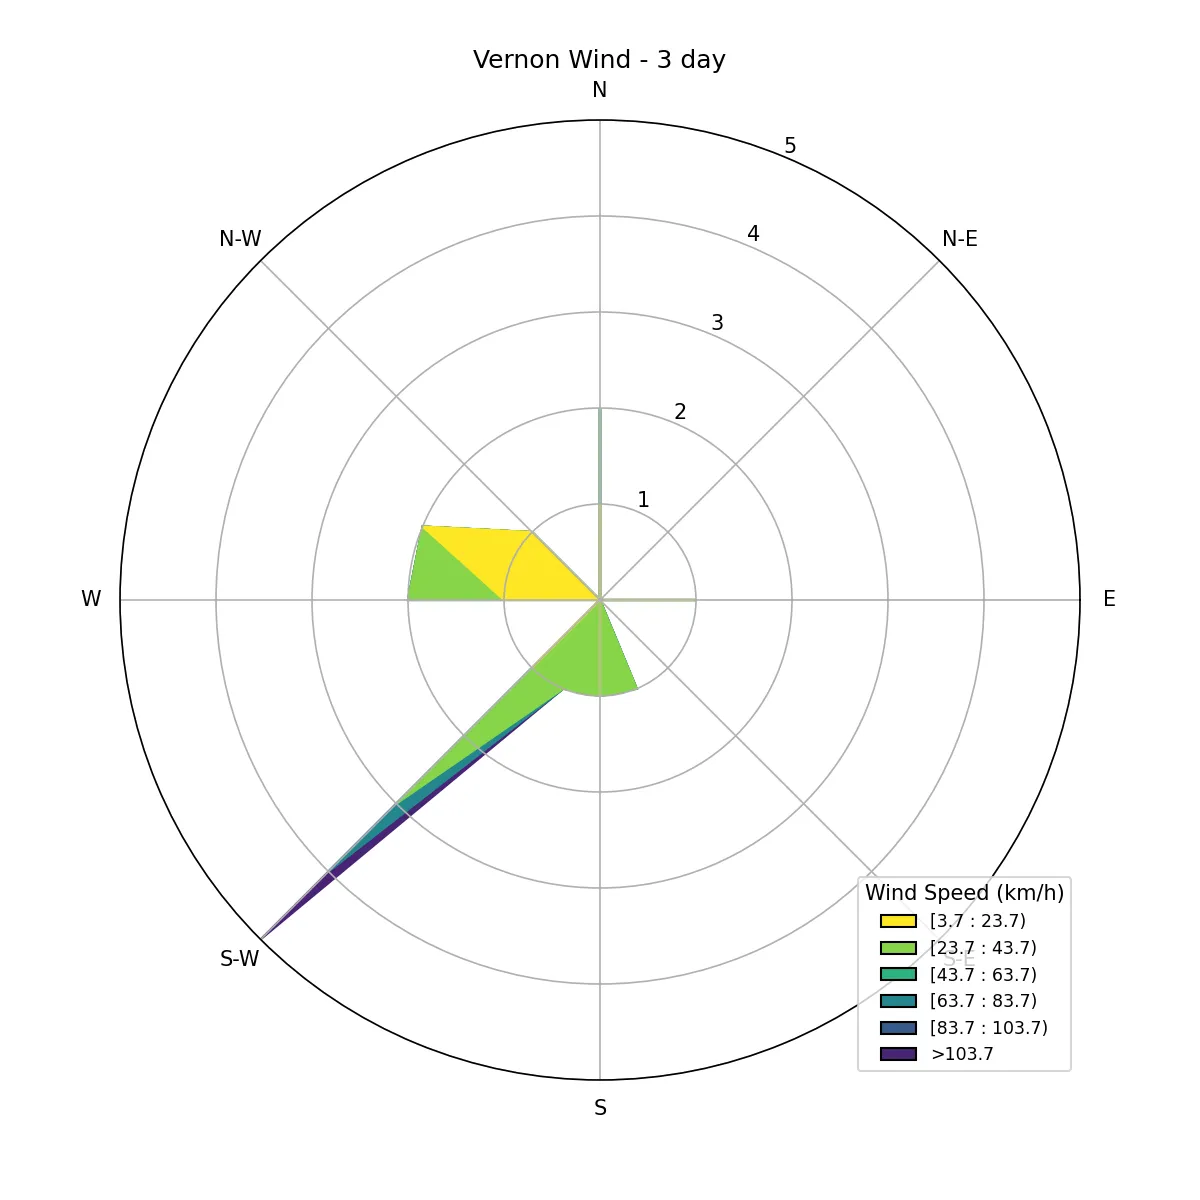 Vernon Wind - 3 day
N
5
N-W
N-E
4
3
2
1
W
E
Wind Speed (km/h)
[3.7 : 23.7)
[23.7 : 43.7)
S-W
S-E
[43.7 : 63.7)
[63.7 : 83.7)
[83.7 : 103.7)
>103.7
S